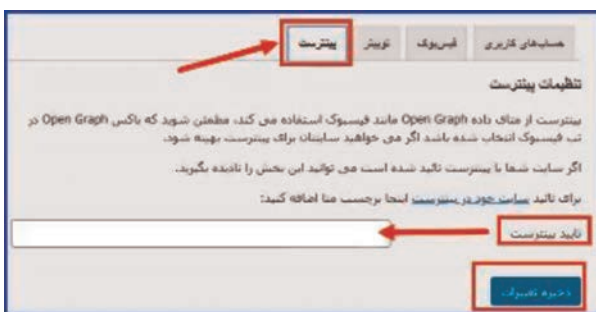 حساب‌های کاربری فیس‌بوک توییتر پینترست
تنظیمات پینترست
پینترست از متای داده Open Graph مانند فیسبوک استفاده می کند، مطمئن شوید که باکس Open Graph در
تب فیسبوک انتخاب شده باشد اگر می خواهید سایتتان برای پینترست بهینه شود.
اگر سایت شما با پینترست تائید شده است می توانید این بخش را نادیده بگیرید.
برای تائید سایت خود در پینترست اینجا برچسب متا اضافه کنید:
تایید پینترست
ذخیره تغییرات